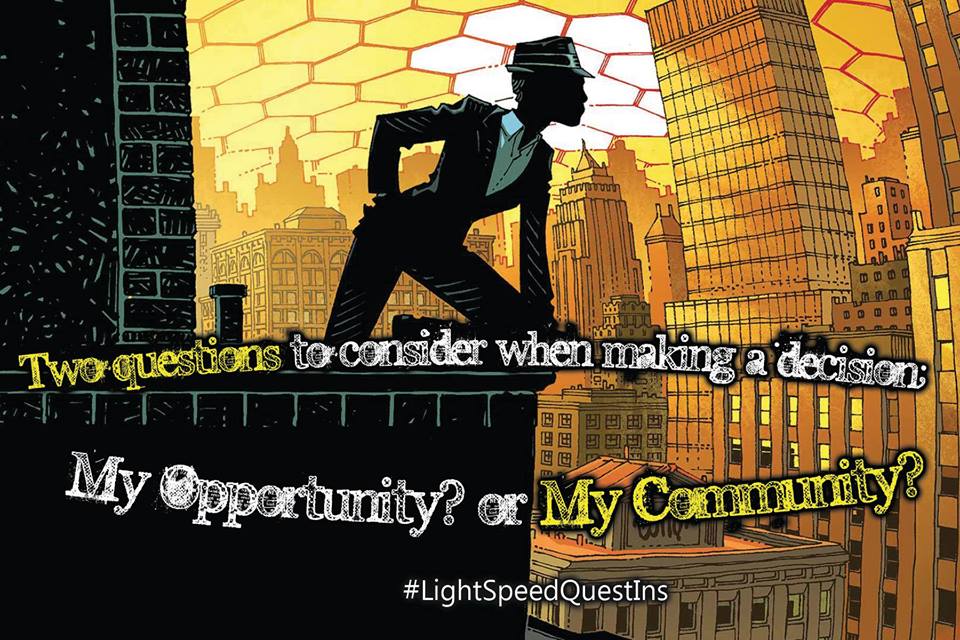 Two questions to consider when making a decision;
My Opportunity? or My Community?
#LightSpeedQuestIns